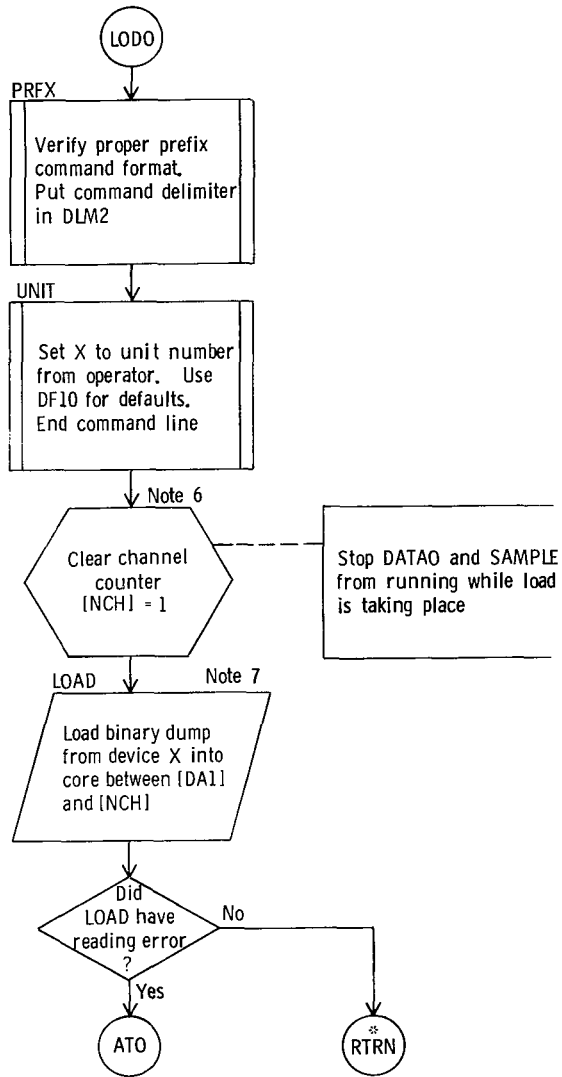 LODO
PRFX
Verify proper prefix
command format.
Put command delimiter
in DLM2
UNIT
Set X to unit number
from operator. Use
DF10 for defaults.
End command line
Note 6
Clear channel
counter
[NCH] = 1
Stop DATAO and SAMPLE
from running while load
is taking place
LOAD
Note 7
Load binary dump
from device X into
core between [DA1]
and [NCH]
Did
LOAD have
reading error
?
No
Yes
ATO
*
RTRN